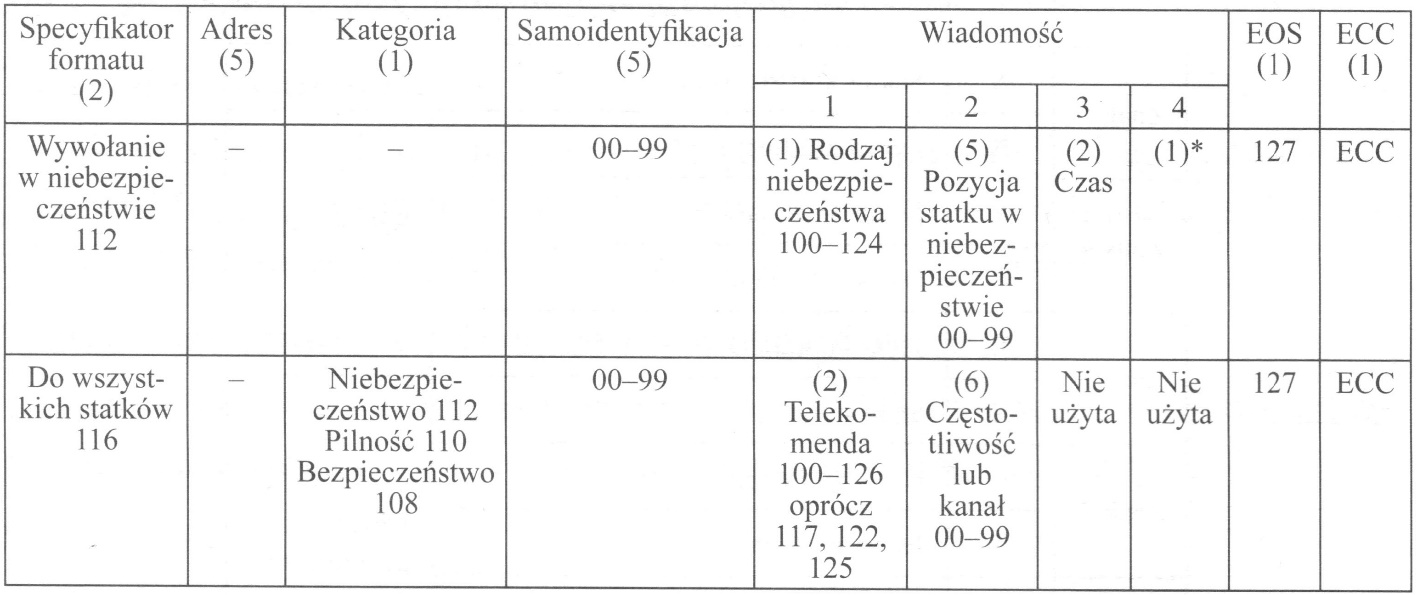 Specyfikator
formatu
(2)
Adres
(5)
Kategoria
(1)
Samoidentyfikacja
(5)
Wiadomość
EOS
(1)
ECC
(1)
1
2
3
4
Wywołanie
w niebezpie-
czeństwie
112
–
–
00–99
(1) Rodzaj
niebezpie-
czeństwa
100–124
(5)
Pozycja
statku w
niebez-
pieczeń-
stwie
00–99
(2)
Czas
(1)*
127
ECC
Do wszyst-
kich statków
116
–
Niebezpie-
czeństwo 112
Pilność 110
Bezpieczeństwo
108
00–99
(2)
Teleko-
menda
100–126
oprócz
117, 122,
125
(6)
Często-
tliwość
lub
kanał
00–99
Nie
użyta
Nie
użyta
127
ECC